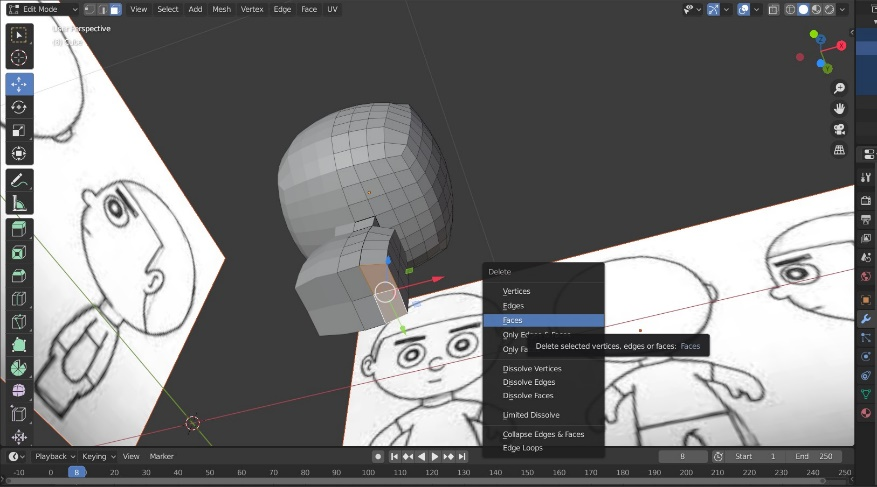 Edit Mode View Select Add Mesh Vertex Edge Face UV
Perspective
Cube
X
Z
Y
Delete
Vertices
Edges
Faces
Only Edges & Faces
Only Fa
Delete selected vertices, edges or faces: Faces
Dissolve Vertices
Dissolve Edges
Dissolve Faces
Limited Dissolve
Collapse Edges & Faces
Edge Loops
Playback Keying View Marker 8 Start 1 End 250
-10 0 8 20 30 40 50 60 70 80 90 100 110 120 130 140 150 160 170 180 190 200 210 220 230 240 250